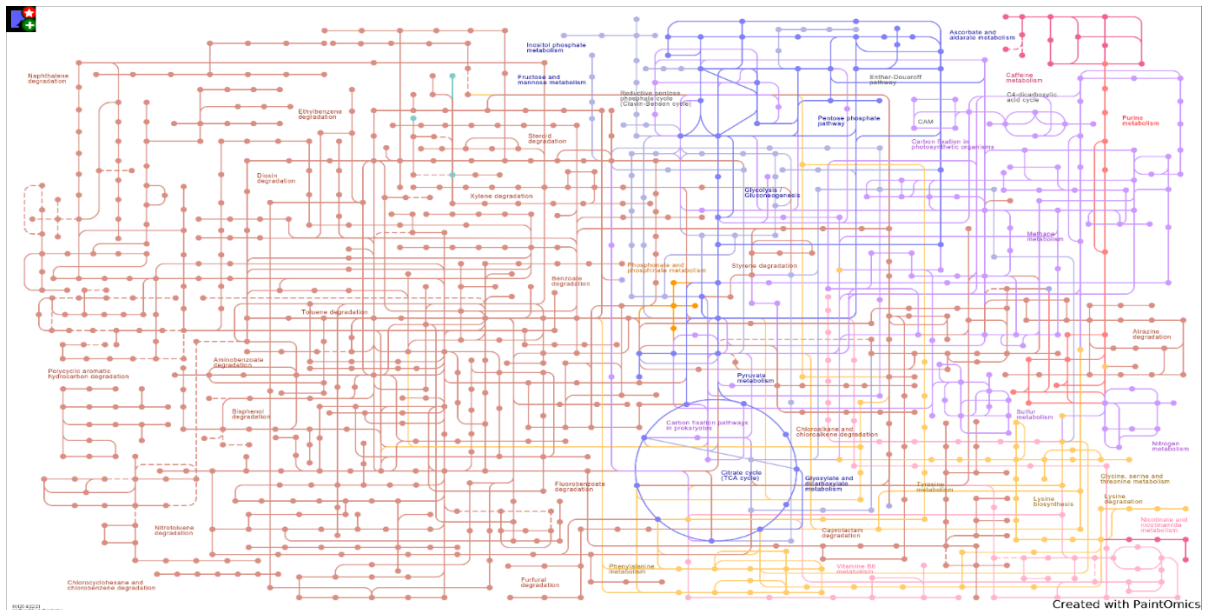 Inositol phosphate
metabolism
Ascorbate and
aldarate metabolism
Naphthalene
degradation
Fructose and
mannose metabolism
Entner-Doudoroff
pathway
Caffeine
metabolism
Reductive pentose
phosphate cycle
(Calvin-Benson cycle)
C4-dicarboxylic
acid cycle
Ethylbenzene
degradation
Pentose phosphate
pathway
CAM
Purine
metabolism
Steroid
degradation
Carbon fixation in
photosynthetic organisms
Dioxin
degradation
Xylene degradation
Glycolysis /
Gluconeogenesis
Methane
metabolism
Phosphonate and
phosphinate metabolism
Styrene degradation
Benzoate
degradation
Toluene degradation
Atrazine
degradation
Aminobenzoate
degradation
Polycyclic aromatic
hydrocarbon degradation
Pyruvate
metabolism
Bisphenol
degradation
Sulfur
metabolism
Carbon fixation pathways
in prokaryotes
Chloroalkane and
chloroalkene degradation
Nitrogen
metabolism
Citrate cycle
(TCA cycle)
Glyoxylate and
dicarboxylate
metabolism
Fluorobenzoate
degradation
Tyrosine
metabolism
Glycine, serine and
threonine metabolism
Lysine
biosynthesis
Lysine
degradation
Nitrotoluene
degradation
Caprolactam
degradation
Nicotinate and
nicotinamide
metabolism
Phenylalanine
metabolism
Vitamine B6
metabolism
Chlorocyclohexane and
chlorobenzene degradation
Furfural
degradation
Created with PaintOmics